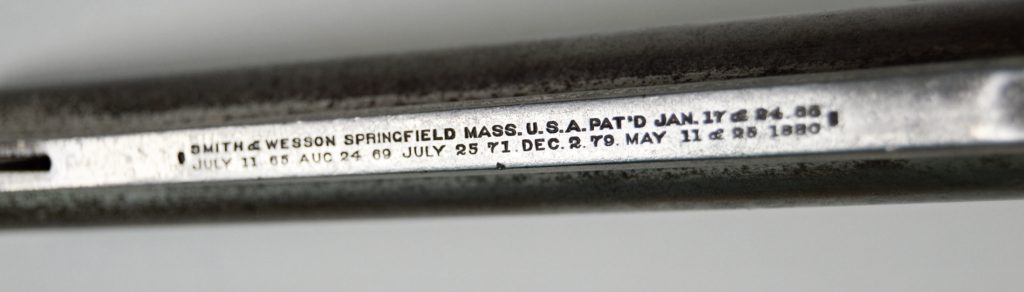 SMITH & WESSON SPRINGFIELD MASS. U.S.A. PAT'D JAN. 17 & 24. 65
JULY 11 65 AUG 24 69 JULY 25 71. DEC. 2. 79. MAY 11 & 25 1880